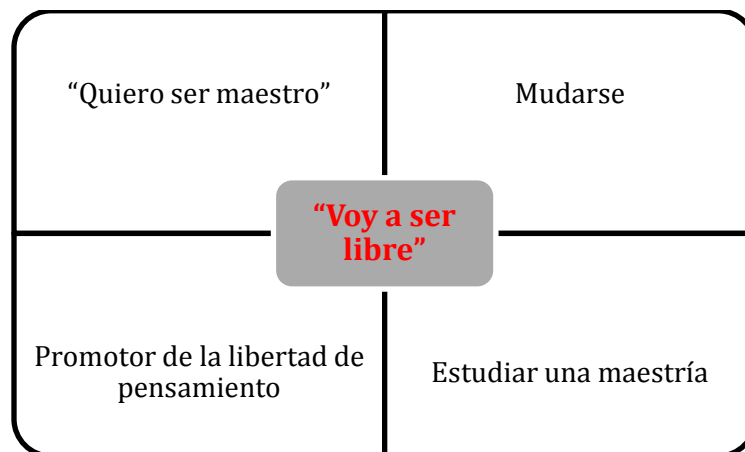 “Quiero ser maestro”
Mudarse
“Voy a ser
libre”
Promotor de la libertad de
pensamiento
Estudiar una maestría